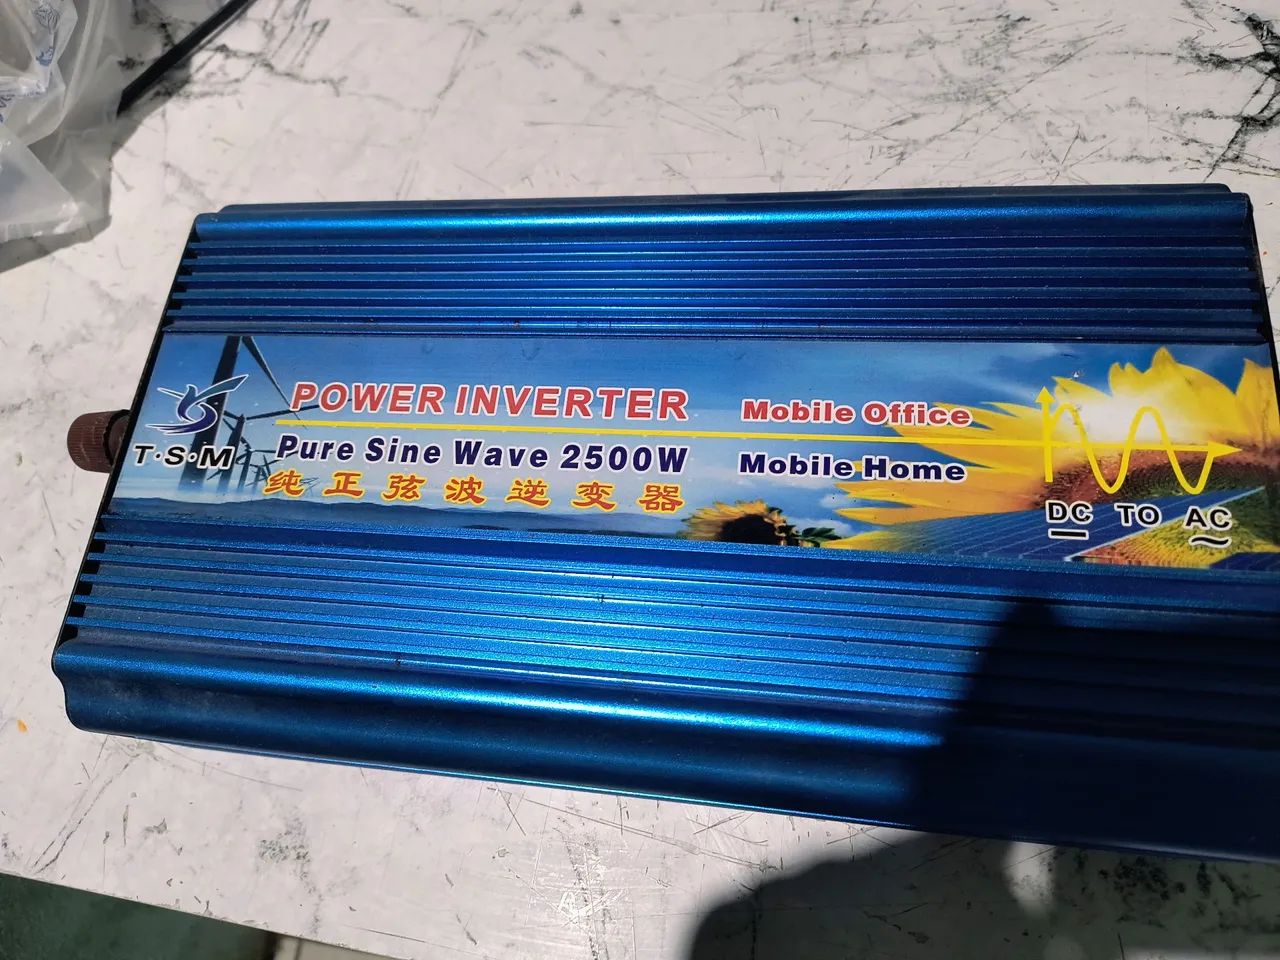 POWER INVERTER
Mobile Office
T·S·M
Pure Sine Wave 2500W
Mobile Home
纯正弦波逆变器
DC TO AC